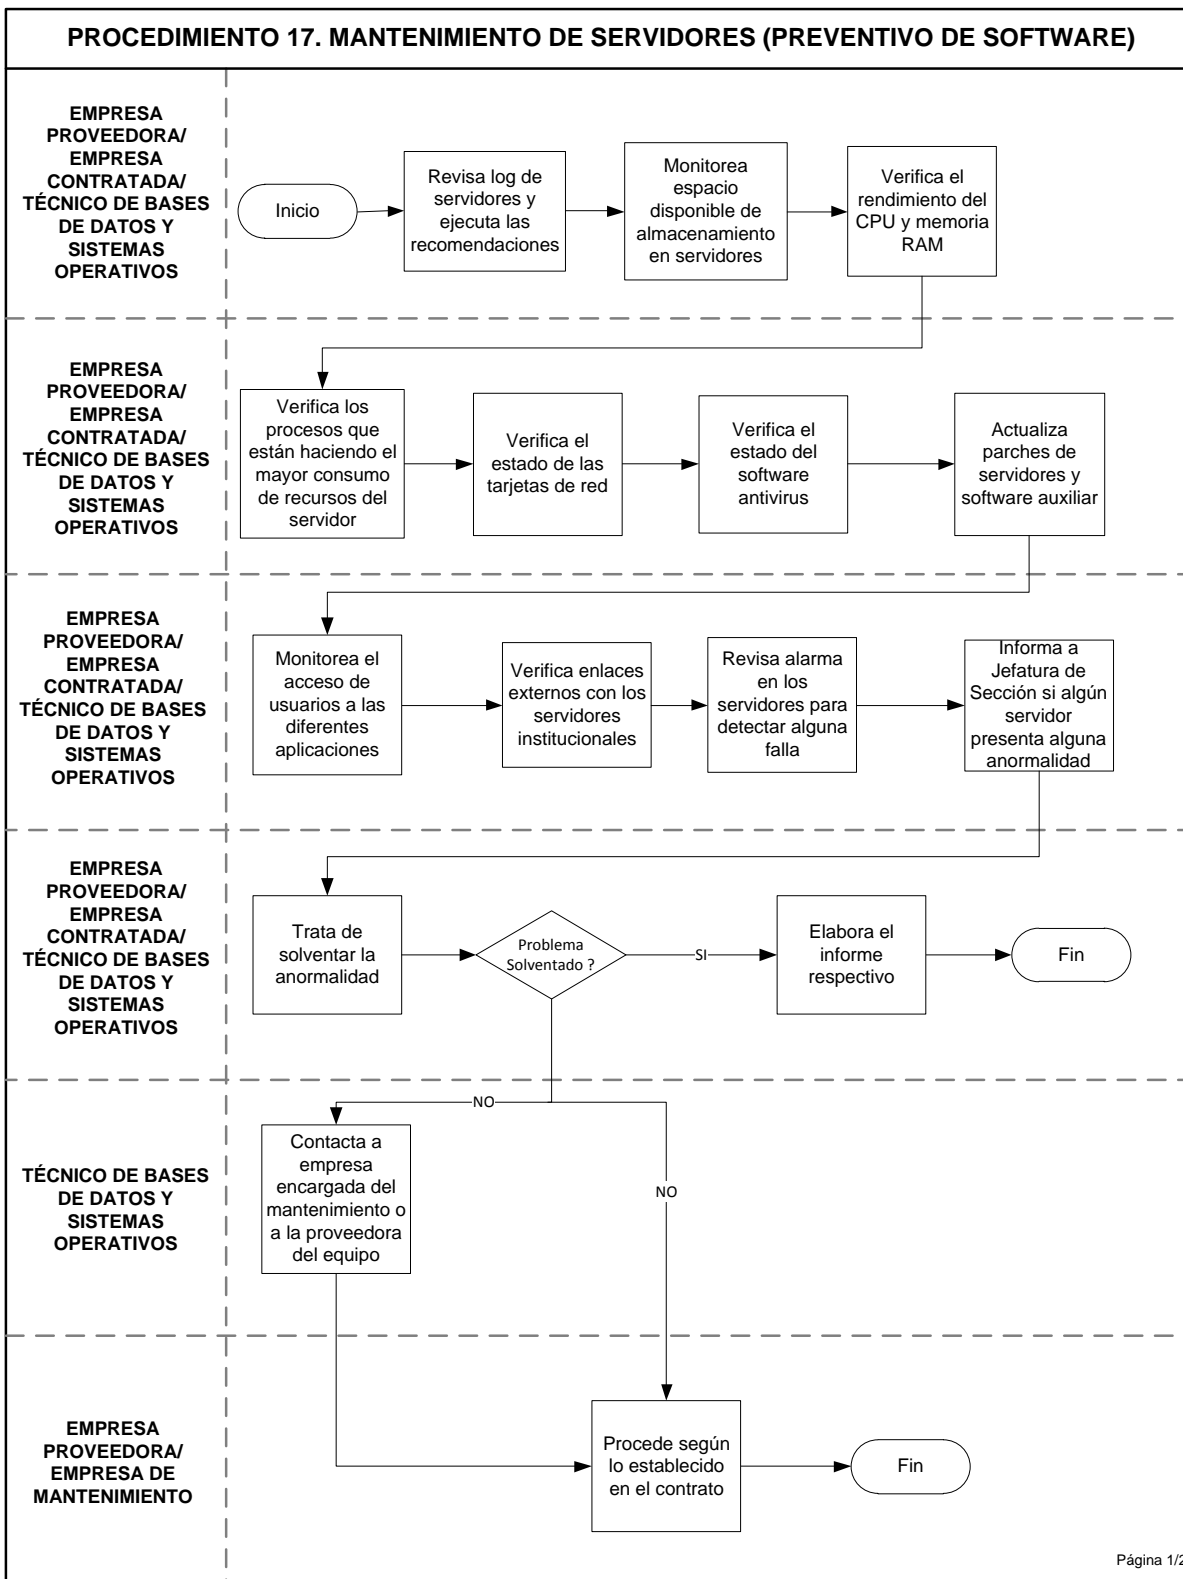 PROCEDIMIENTO 17. MANTENIMIENTO DE SERVIDORES (PREVENTIVO DE SOFTWARE)
EMPRESA
PROVEEDORA/
EMPRESA
CONTRATADA/
TÉCNICO DE BASES
DE DATOS Y
SISTEMAS
OPERATIVOS
Inicio
Revisa log de
servidores y
ejecuta las
recomendaciones
Monitorea
espacio
disponible de
almacenamiento
en servidores
Verifica el
rendimiento del
CPU y memoria
RAM
EMPRESA
PROVEEDORA/
EMPRESA
CONTRATADA/
TÉCNICO DE BASES
DE DATOS Y
SISTEMAS
OPERATIVOS
Verifica los
procesos que
están haciendo el
mayor consumo
de recursos del
servidor
Verifica el
estado de las
tarjetas de red
Verifica el
estado del
software
antivirus
Actualiza
parches de
servidores y
software auxiliar
EMPRESA
PROVEEDORA/
EMPRESA
CONTRATADA/
TÉCNICO DE BASES
DE DATOS Y
SISTEMAS
OPERATIVOS
Monitorea el
acceso de
usuarios a las
diferentes
aplicaciones
Verifica enlaces
externos con los
servidores
institucionales
Revisa alarma
en los
servidores para
detectar alguna
falla
Informa a
Jefatura de
Sección si algún
servidor
presenta alguna
anormalidad
EMPRESA
PROVEEDORA/
EMPRESA
CONTRATADA/
TÉCNICO DE BASES
DE DATOS Y
SISTEMAS
OPERATIVOS
Trata de
solventar la
anormalidad
Problema
Solventado ?
SI
Elabora el
informe
respectivo
Fin
NO
NO
TÉCNICO DE BASES
DE DATOS Y
SISTEMAS
OPERATIVOS
Contacta a
empresa
encargada del
mantenimiento o
a la proveedora
del equipo
EMPRESA
PROVEEDORA/
EMPRESA DE
MANTENIMIENTO
Procede según
lo establecido
en el contrato
Fin
Página 1/2